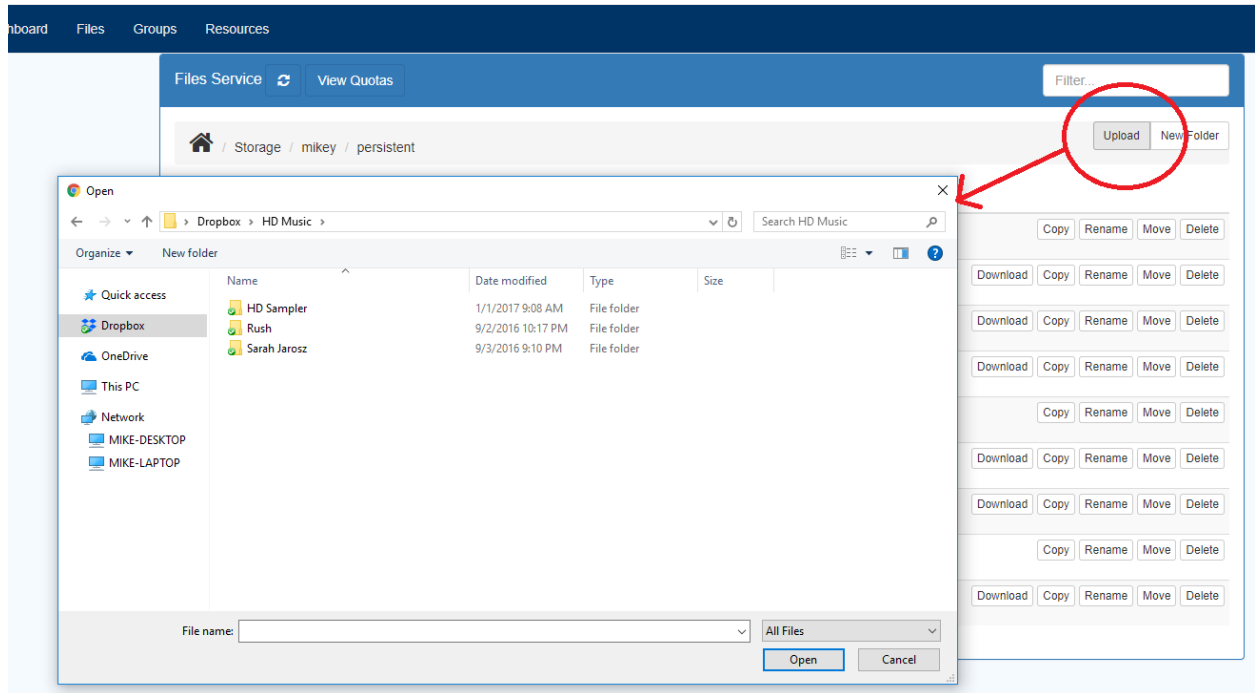 hboard Files Groups Resources
Files Service View Quotas Filter...
/ Storage / mikey / persistent Upload New Folder
Open
Dropbox › HD Music › Search HD Music
Organize New folder
Name Date modified Type Size
Quick access
Dropbox
OneDrive
This PC
Network
MIKE-DESKTOP
MIKE-LAPTOP
HD Sampler 1/1/2017 9:08 AM File folder
Rush 9/2/2016 10:17 PM File folder
Sarah Jarosz 9/3/2016 9:10 PM File folder
Copy Rename Move Delete
Download Copy Rename Move Delete
Download Copy Rename Move Delete
Download Copy Rename Move Delete
Copy Rename Move Delete
Download Copy Rename Move Delete
Download Copy Rename Move Delete
Copy Rename Move Delete
Download Copy Rename Move Delete
File name: All Files
Open Cancel